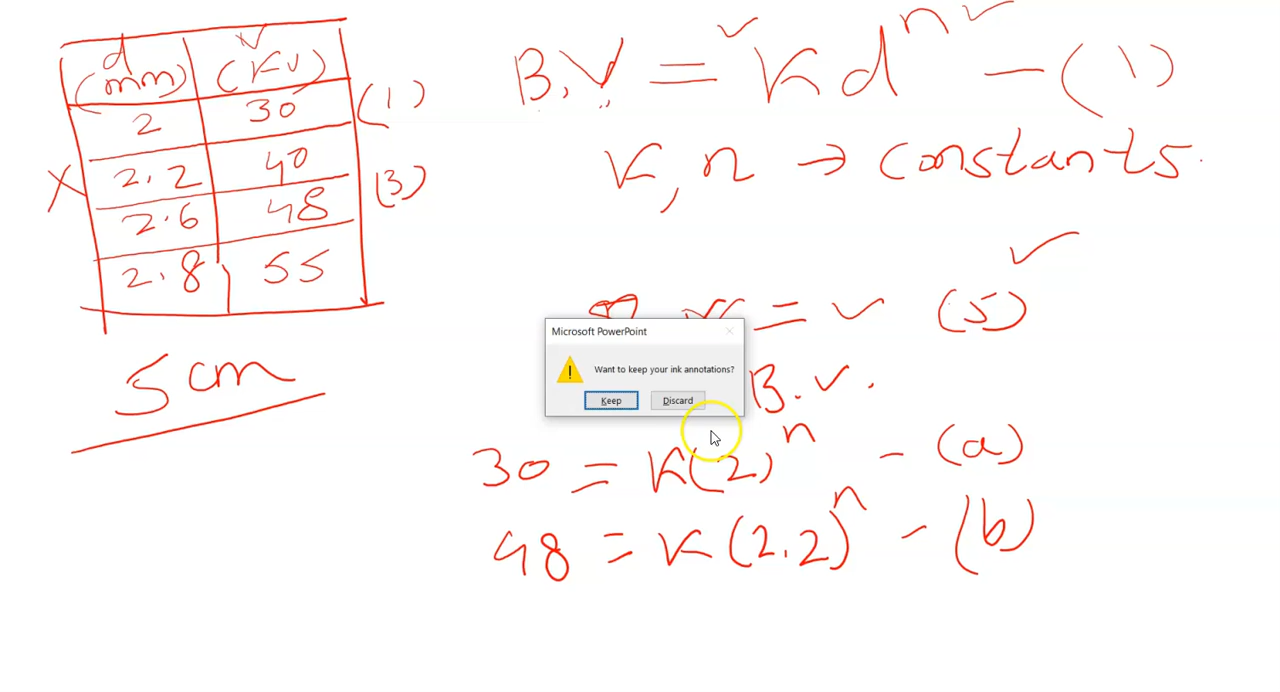 d
(mm)
V
(KV)
2
30
(1)
2.2
40
2.6
48
(3)
2.8
55
5 cm
B.V = K d^n - (1)
K, n → constants.
= ✓ (5) ✓
B.V.
30 = K(2)^n - (a)
48 = K(2.2)^n - (b)
Microsoft PowerPoint
Want to keep your ink annotations?
Keep
Discard